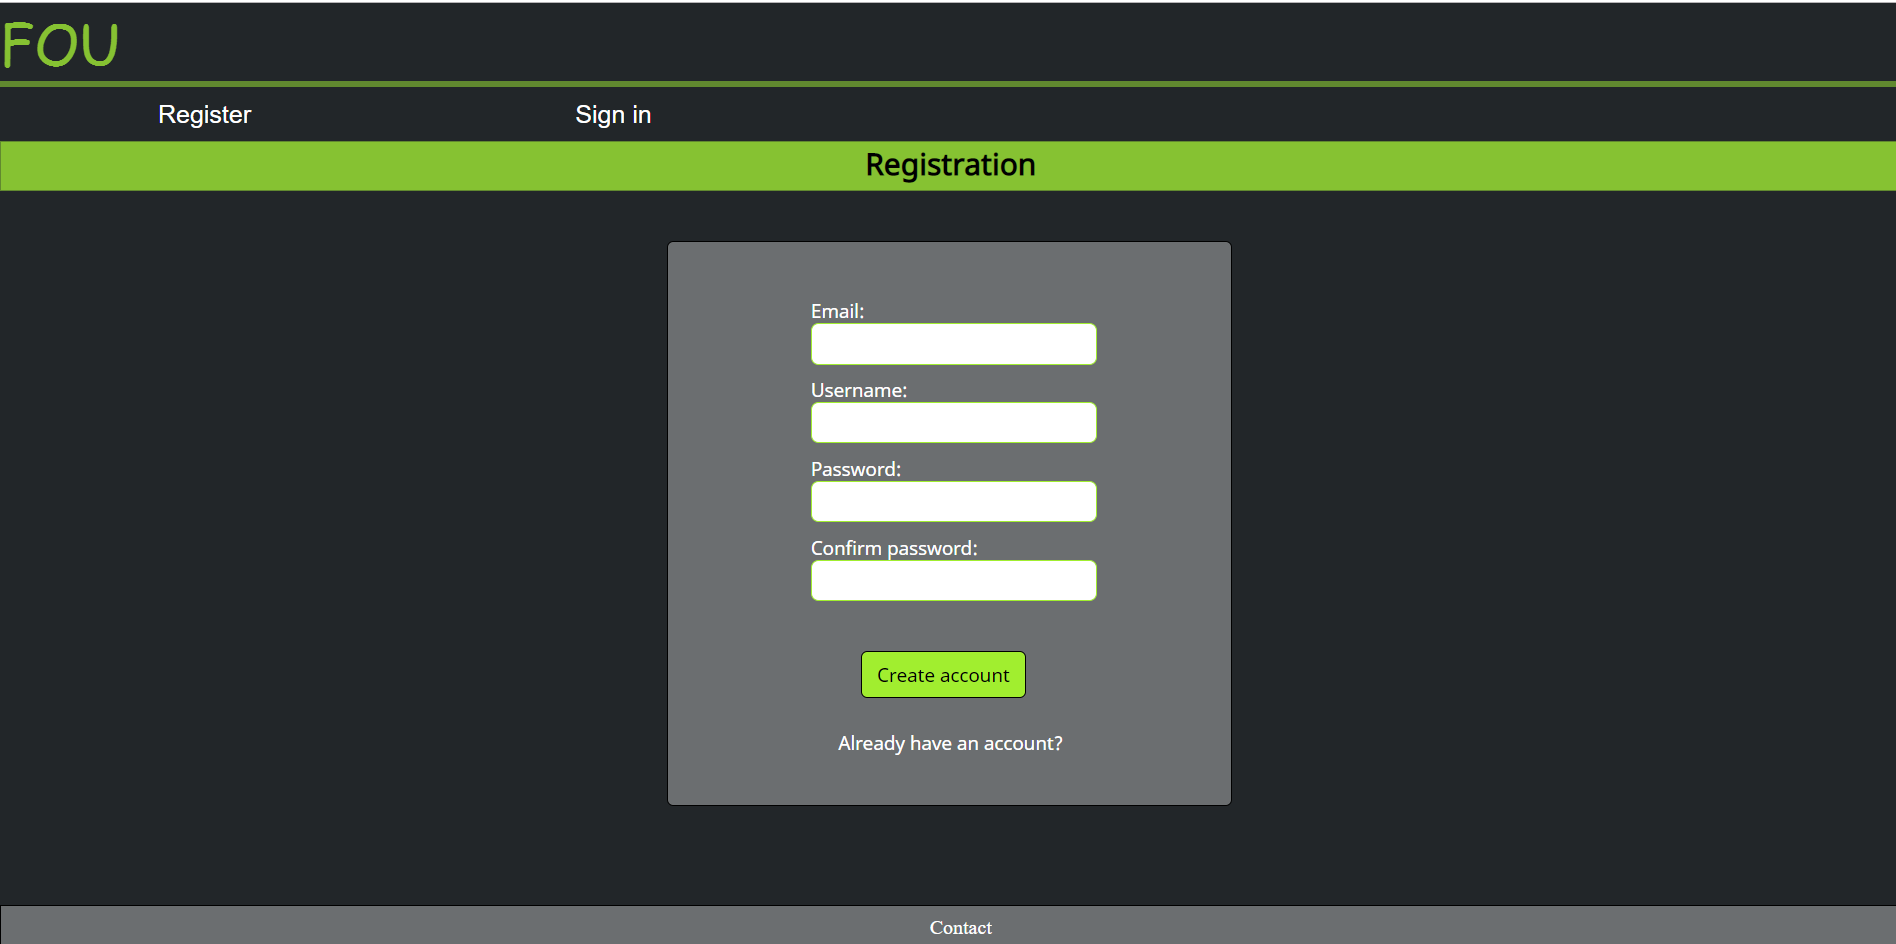 FOU
Register Sign in
Registration
Email:
Username:
Password:
Confirm password:
Create account
Already have an account?
Contact